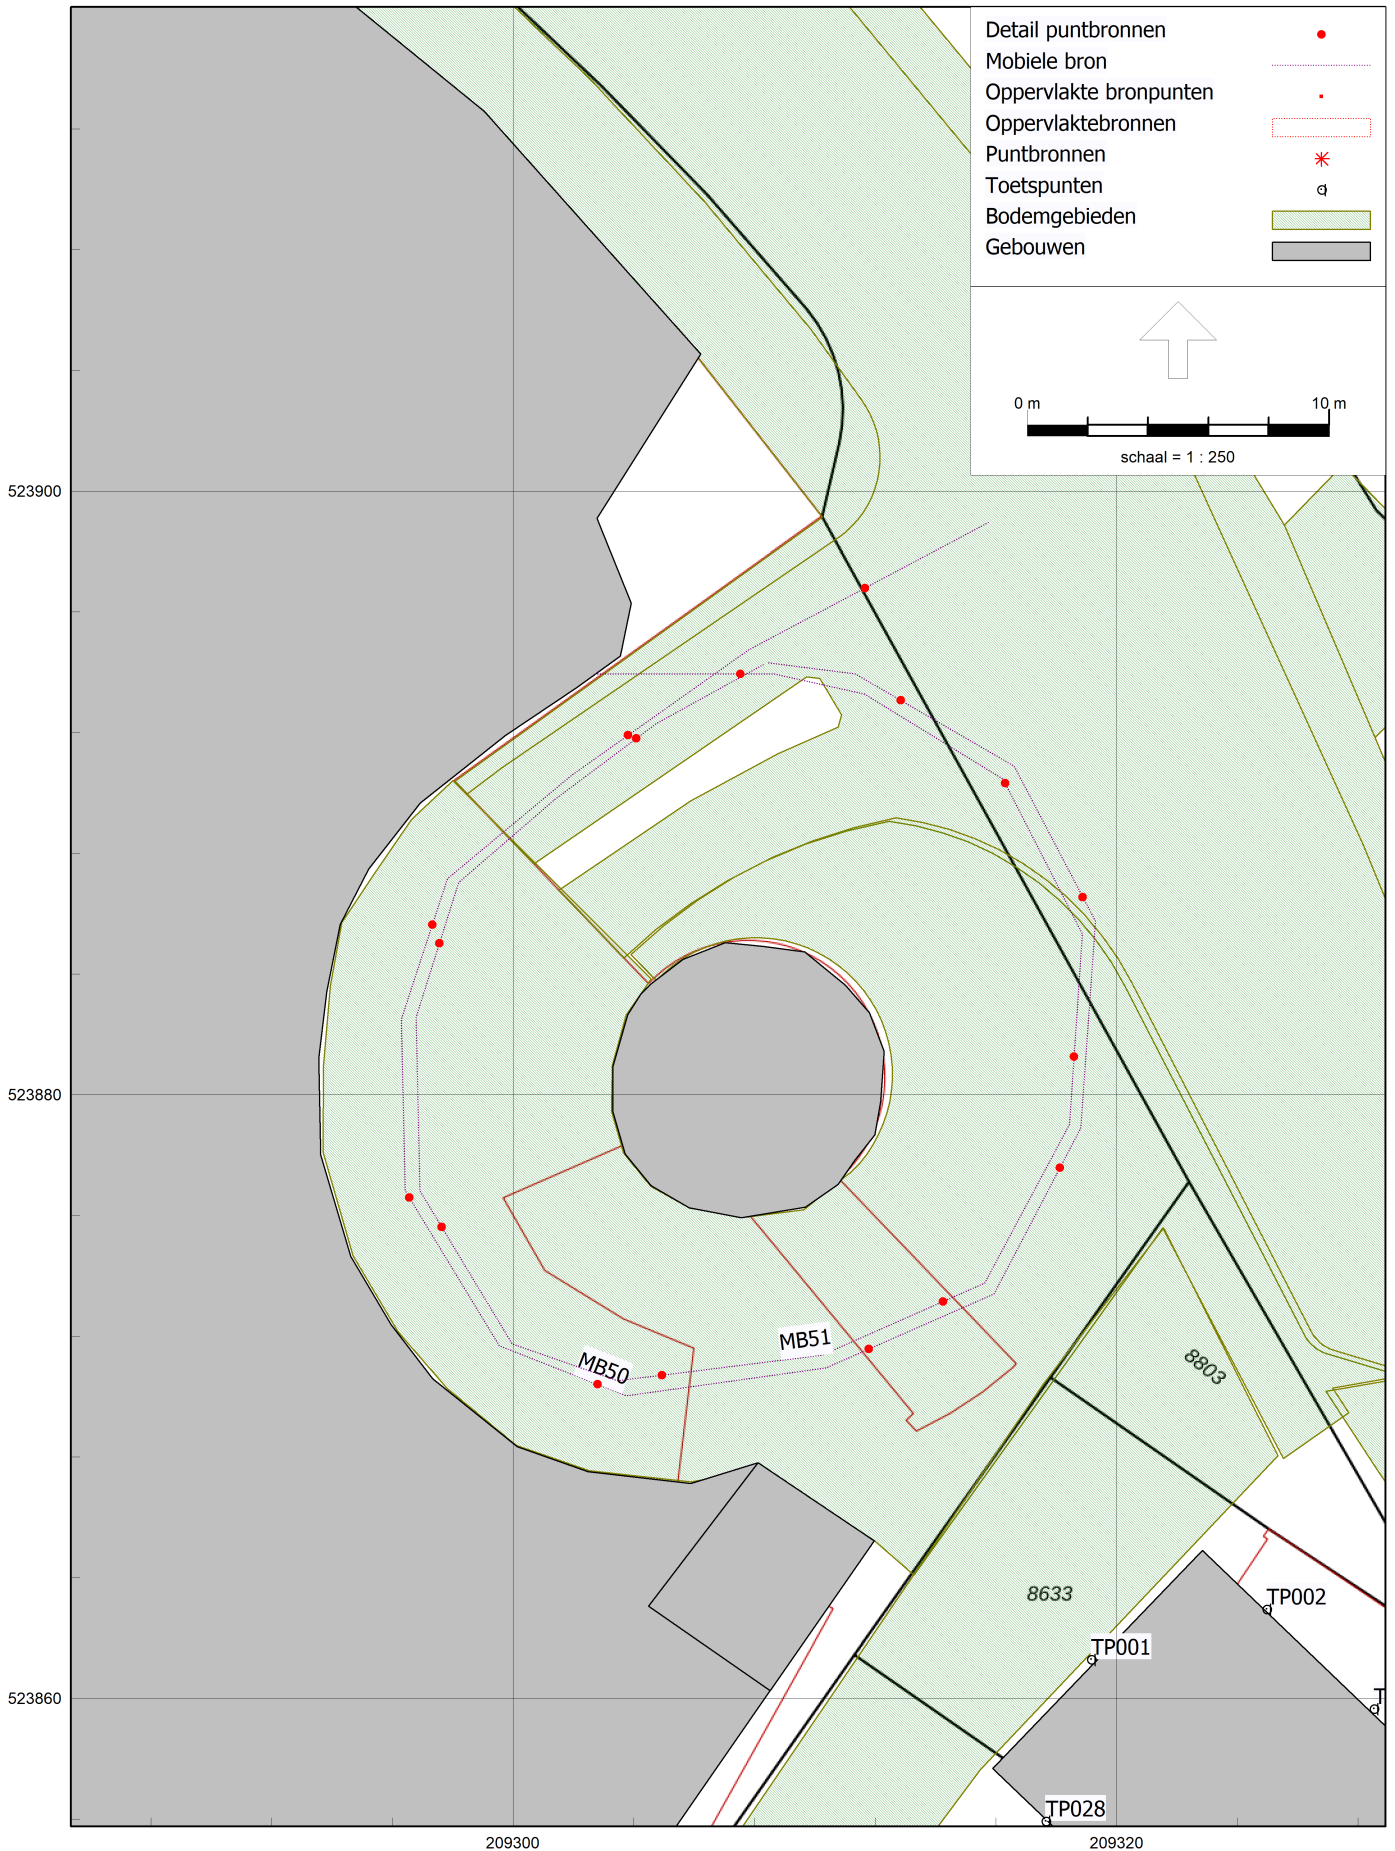 Detail puntbronnen
Mobiele bron
Oppervlakte bronpunten
Oppervlaktebronnen
Puntbronnen
Toetspunten
Bodemgebieden
Gebouwen
0 m 10 m
schaal = 1 : 250
523900
523880
MB51
MB50
8803
8633
TP002
TP001
T
523860
TP028
209300 209320